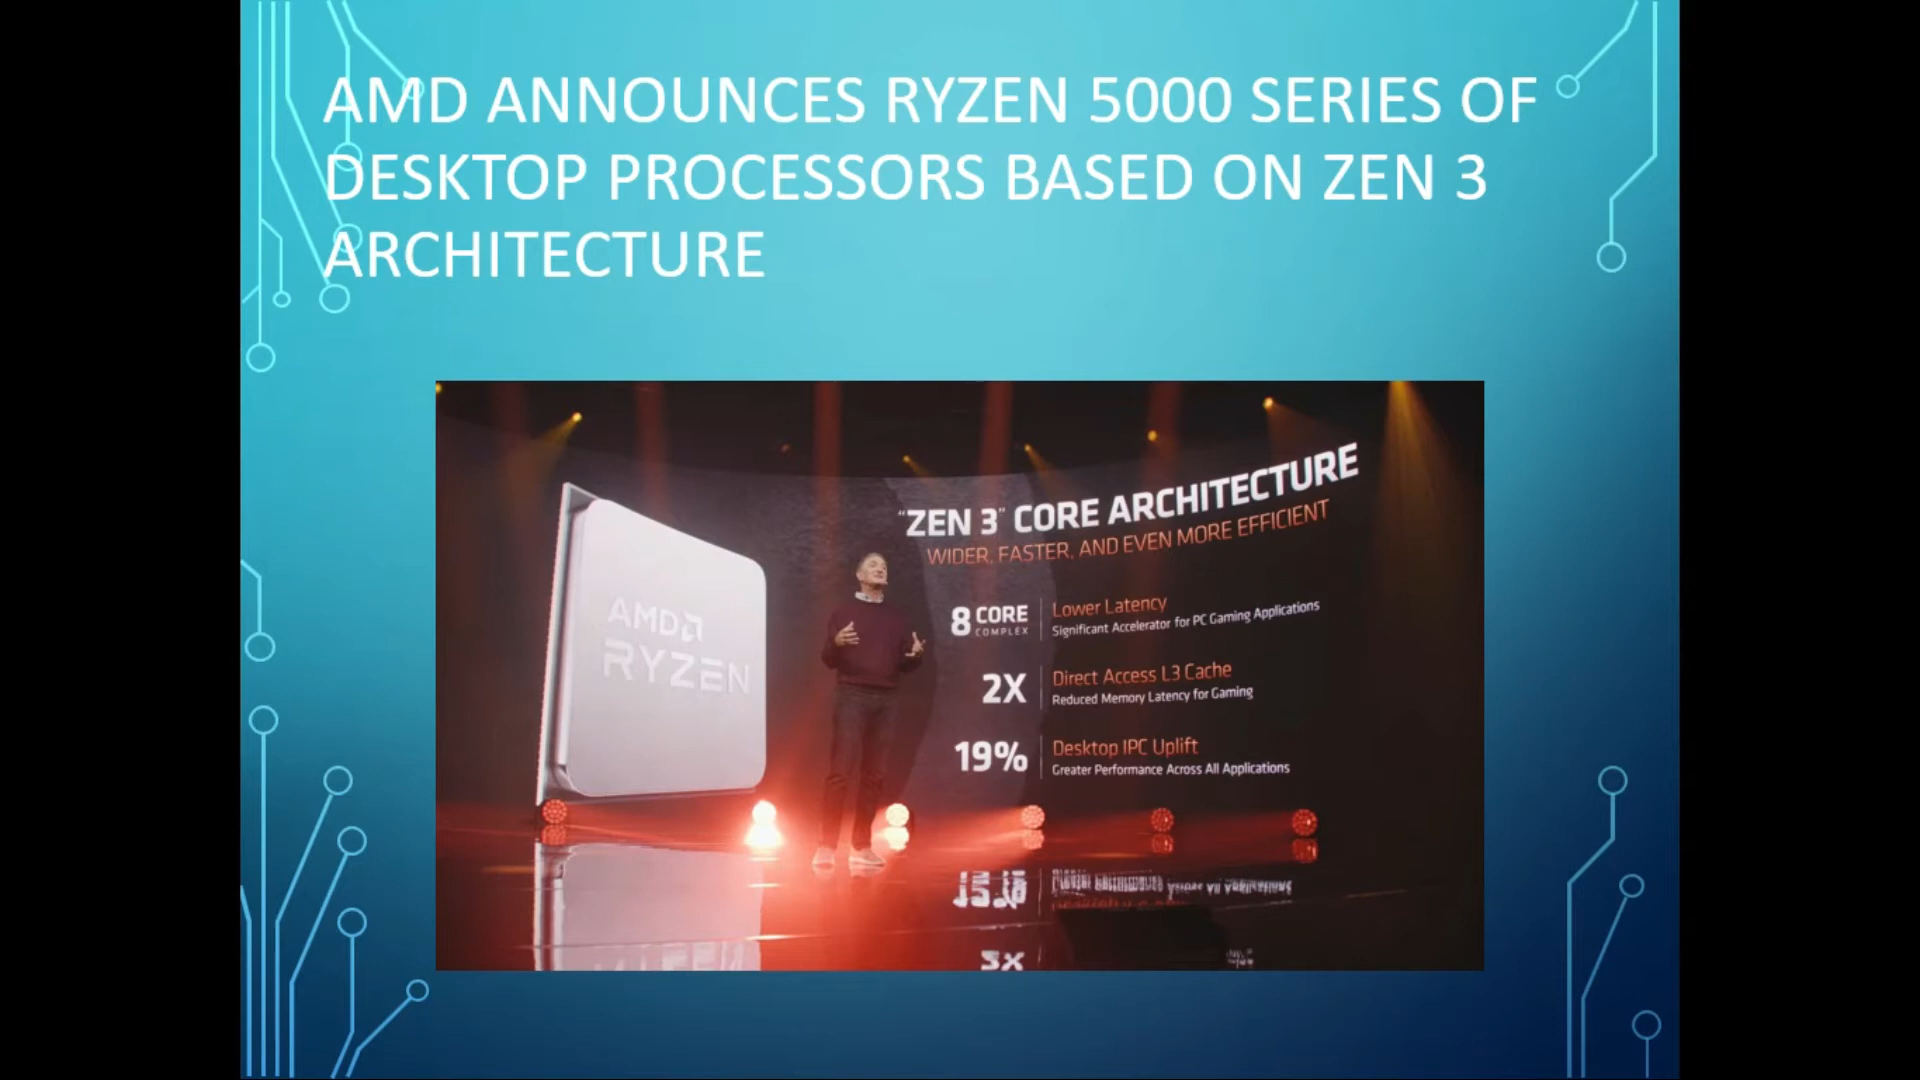 AMD ANNOUNCES RYZEN 5000 SERIES OF
DESKTOP PROCESSORS BASED ON ZEN 3
ARCHITECTURE
"ZEN 3" CORE ARCHITECTURE
WIDER, FASTER, AND EVEN MORE EFFICIENT
AMD
RYZEN
8 CORE COMPLEX
Lower Latency
Significant Accelerator for PC Gaming Applications
2X
Direct Access L3 Cache
Reduced Memory Latency for Gaming
19%
Desktop IPC Uplift
Greater Performance Across All Applications